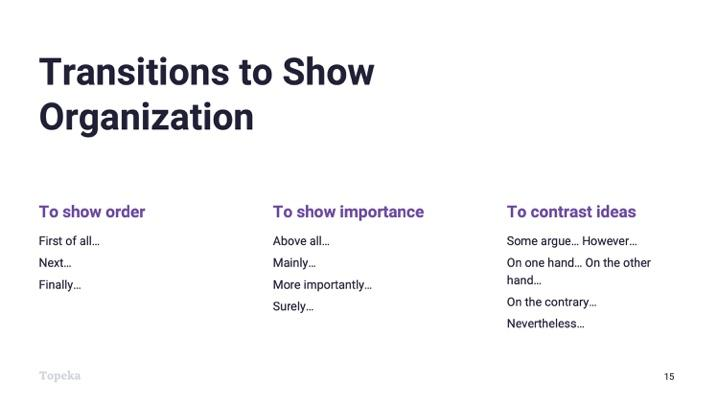 Transitions to Show
Organization
To show order
First of all…
Next…
Finally…
To show importance
Above all…
Mainly…
More importantly…
Surely…
To contrast ideas
Some argue… However…
On one hand… On the other
hand…
On the contrary…
Nevertheless…
Topeka
15